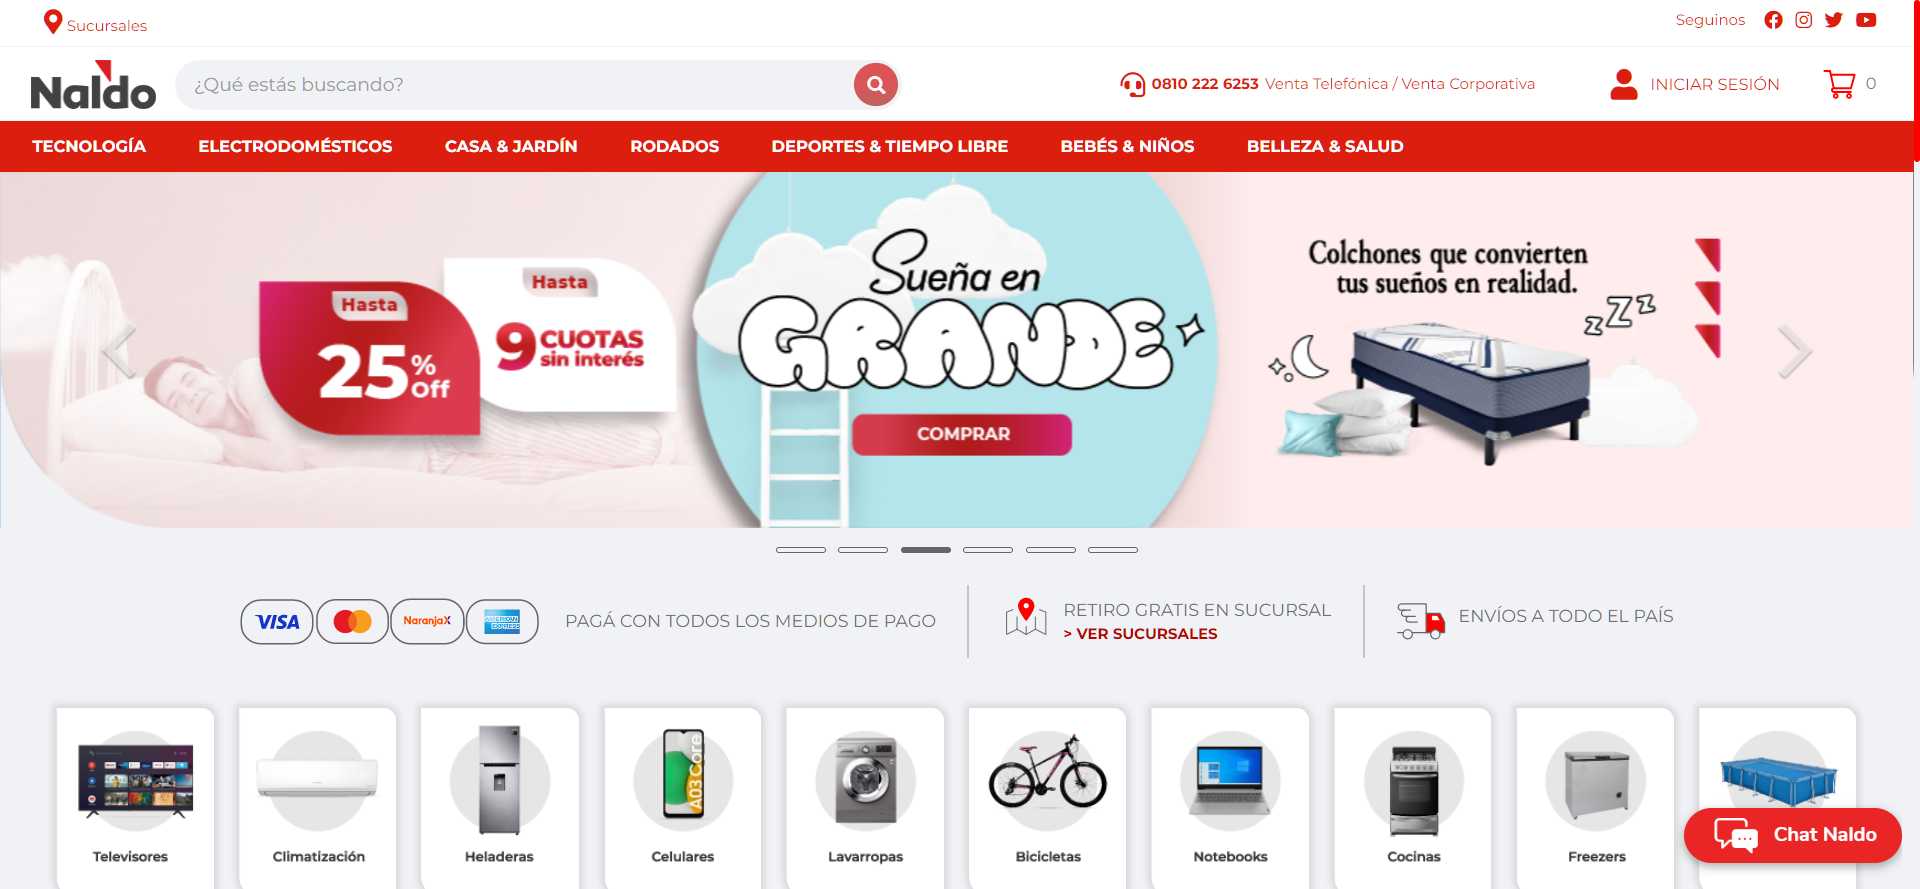 Sucursales
Seguinos
Naldo
¿Qué estás buscando?
0810 222 6253 Venta Telefónica / Venta Corporativa
INICIAR SESIÓN
0
TECNOLOGÍA
ELECTRODOMÉSTICOS
CASA & JARDÍN
RODADOS
DEPORTES & TIEMPO LIBRE
BEBÉS & NIÑOS
BELLEZA & SALUD
Hasta
25%
Off
Hasta
9 CUOTAS
sin interés
Sueña en
GRANDE
COMPRAR
Colchones que convierten
tus sueños en realidad.
zZzz
VISA
NaranjaX
AMERICAN
EXPRESS
PAGÁ CON TODOS LOS MEDIOS DE PAGO
RETIRO GRATIS EN SUCURSAL
> VER SUCURSALES
ENVÍOS A TODO EL PAÍS
A03 Core
Televisores
Climatización
Heladeras
Celulares
Lavarropas
Bicicletas
Notebooks
Cocinas
Freezers
Chat Naldo